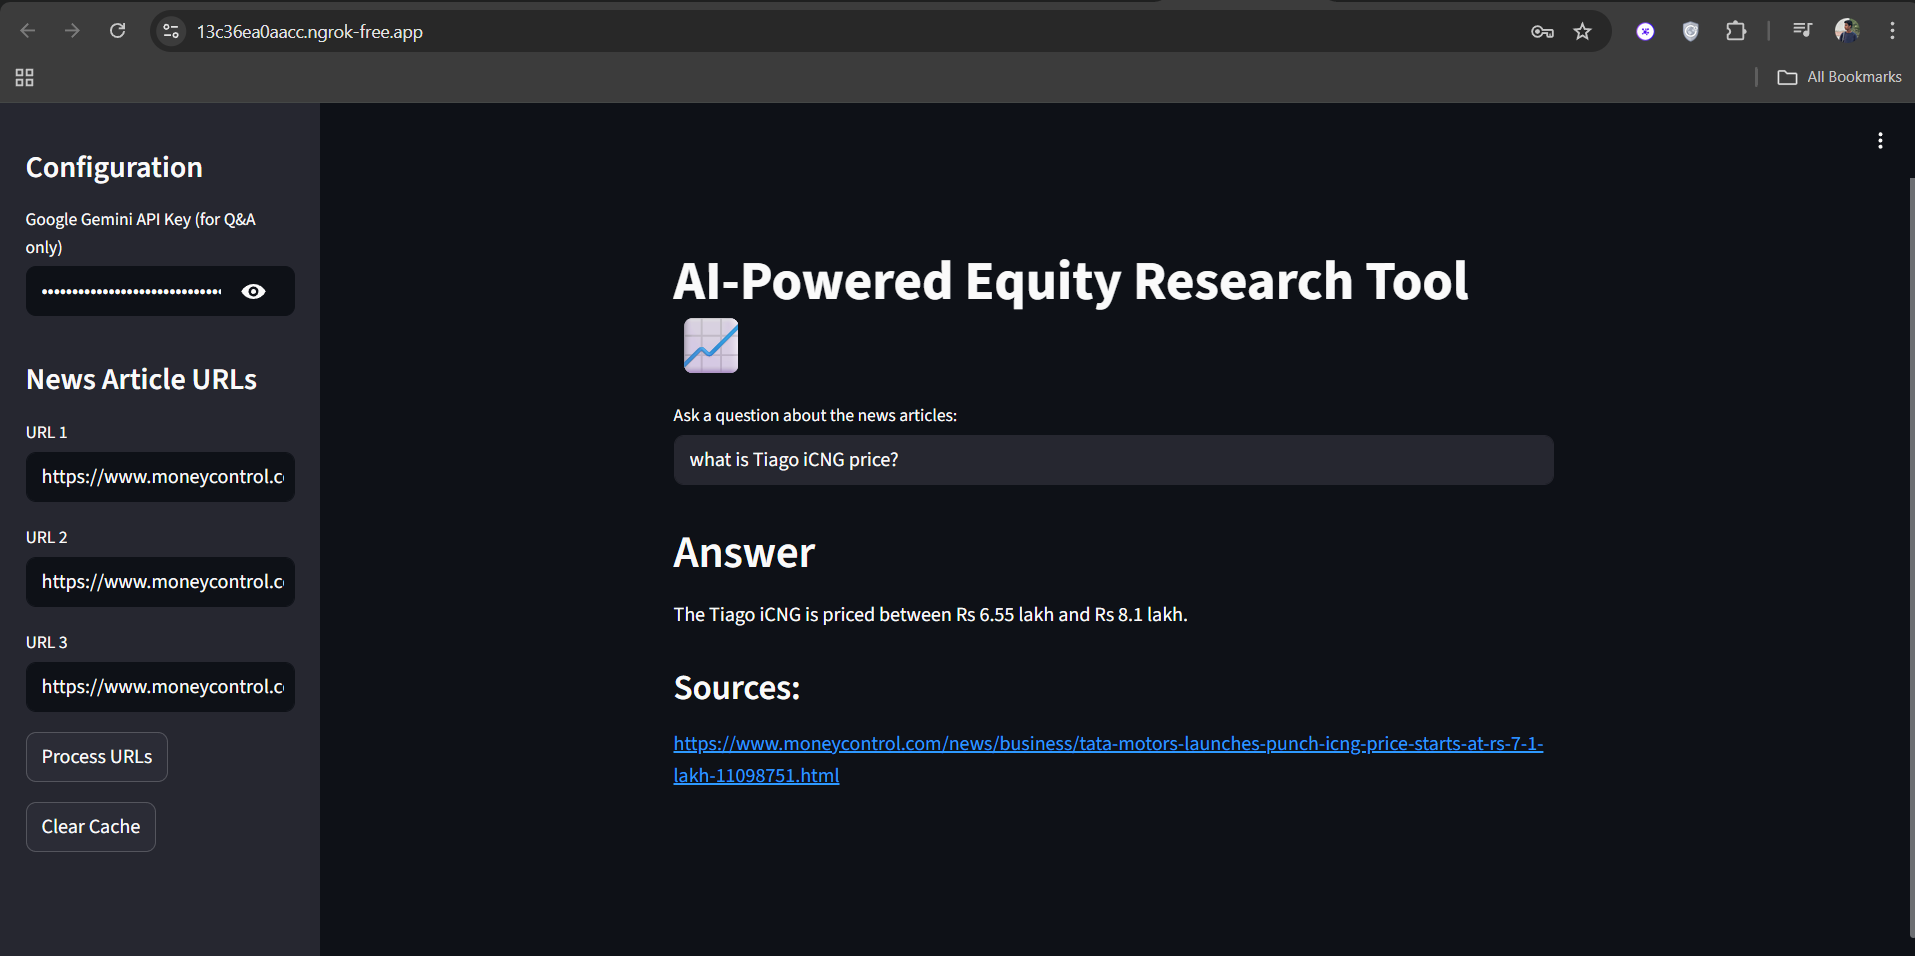 13c36ea0aacc.ngrok-free.app
All Bookmarks
Configuration
Google Gemini API Key (for Q&A
only)
••••••••••••••••••••••••••••••
News Article URLs
URL 1
https://www.moneycontrol.c
URL 2
https://www.moneycontrol.c
URL 3
https://www.moneycontrol.c
Process URLs
Clear Cache
AI-Powered Equity Research Tool
Ask a question about the news articles:
what is Tiago iCNG price?
Answer
The Tiago iCNG is priced between Rs 6.55 lakh and Rs 8.1 lakh.
Sources:
https://www.moneycontrol.com/news/business/tata-motors-launches-punch-icng-price-starts-at-rs-7-1-
lakh-11098751.html